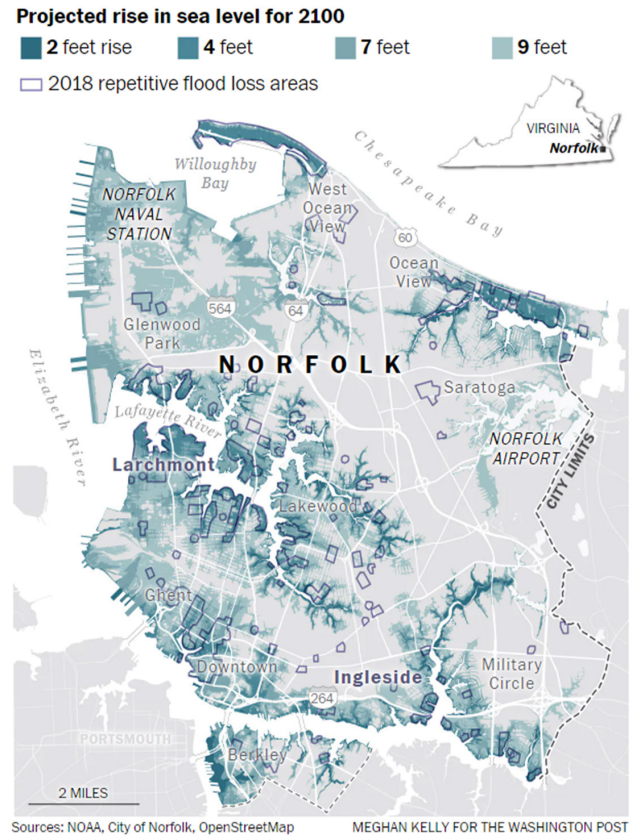 Projected rise in sea level for 2100
2 feet rise
4 feet
7 feet
9 feet
2018 repetitive flood loss areas
VIRGINIA
Norfolk
Willoughby
Bay
Chesapeake Bay
NORFOLK
NAVAL
STATION
West
Ocean
View
60
Ocean
View
564
64
Glenwood
Park
NORFOLK
Elizabeth River
Lafayette River
Saratoga
NORFOLK
AIRPORT
CITY LIMITS
Larchmont
Lakewood
Ghent
Downtown
Ingleside
Military
Circle
264
Berkley
PORTSMOUTH
2 MILES
Sources: NOAA, City of Norfolk, OpenStreetMap
MEGHAN KELLY FOR THE WASHINGTON POST